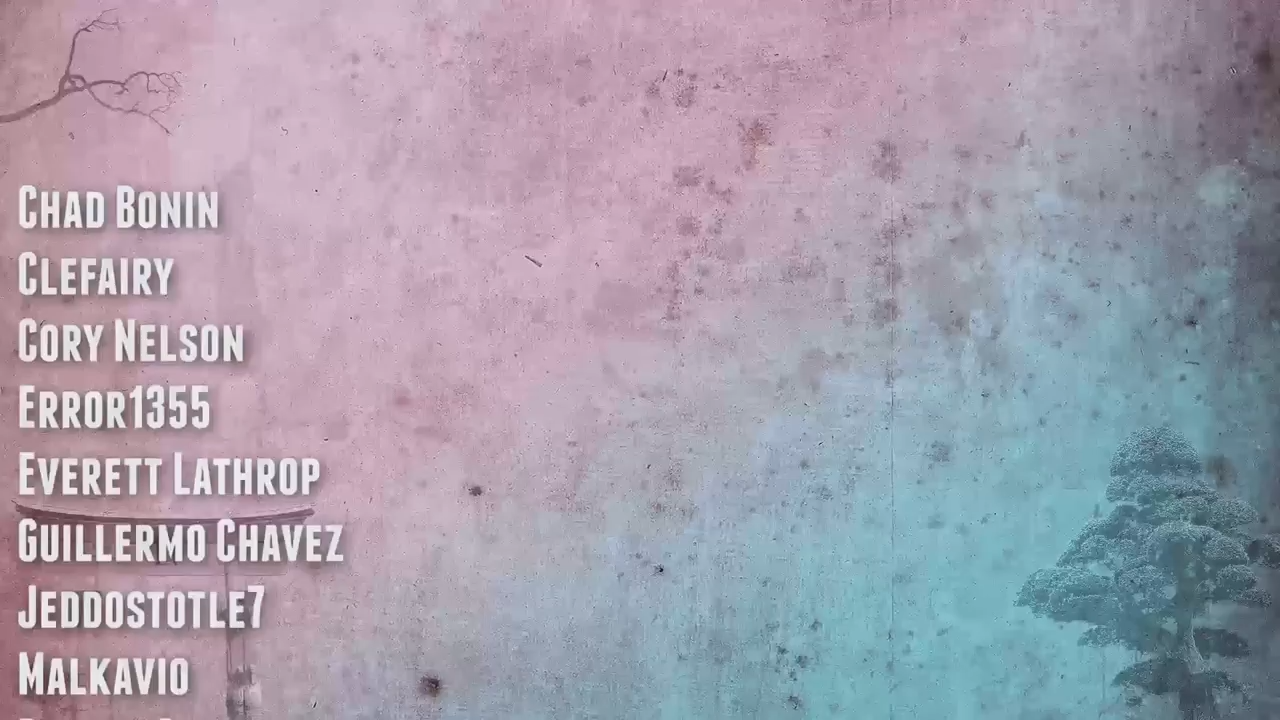 Chad Bonin
Clefairy
Cory Nelson
Error1355
Everett Lathrop
Guillermo Chavez
Jeddostotle7
Malkavio